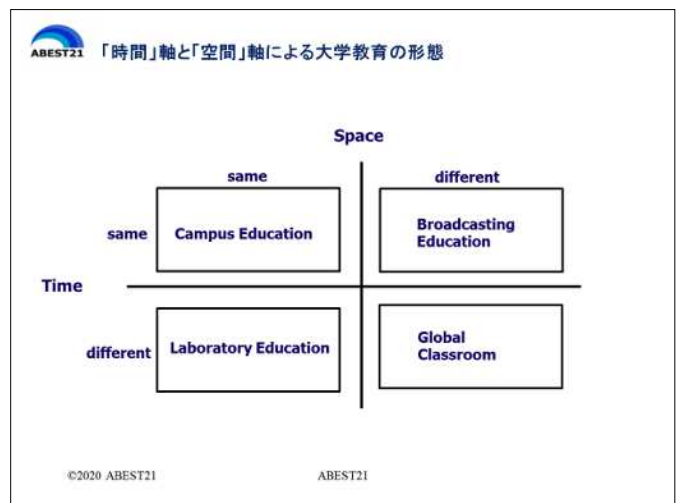 ABEST21 「時間」軸と「空間」軸による大学教育の形態
Space
same different
same Campus Education
Broadcasting
Education
Time
different Laboratory Education
Global
Classroom
©2020 ABEST21 ABEST21